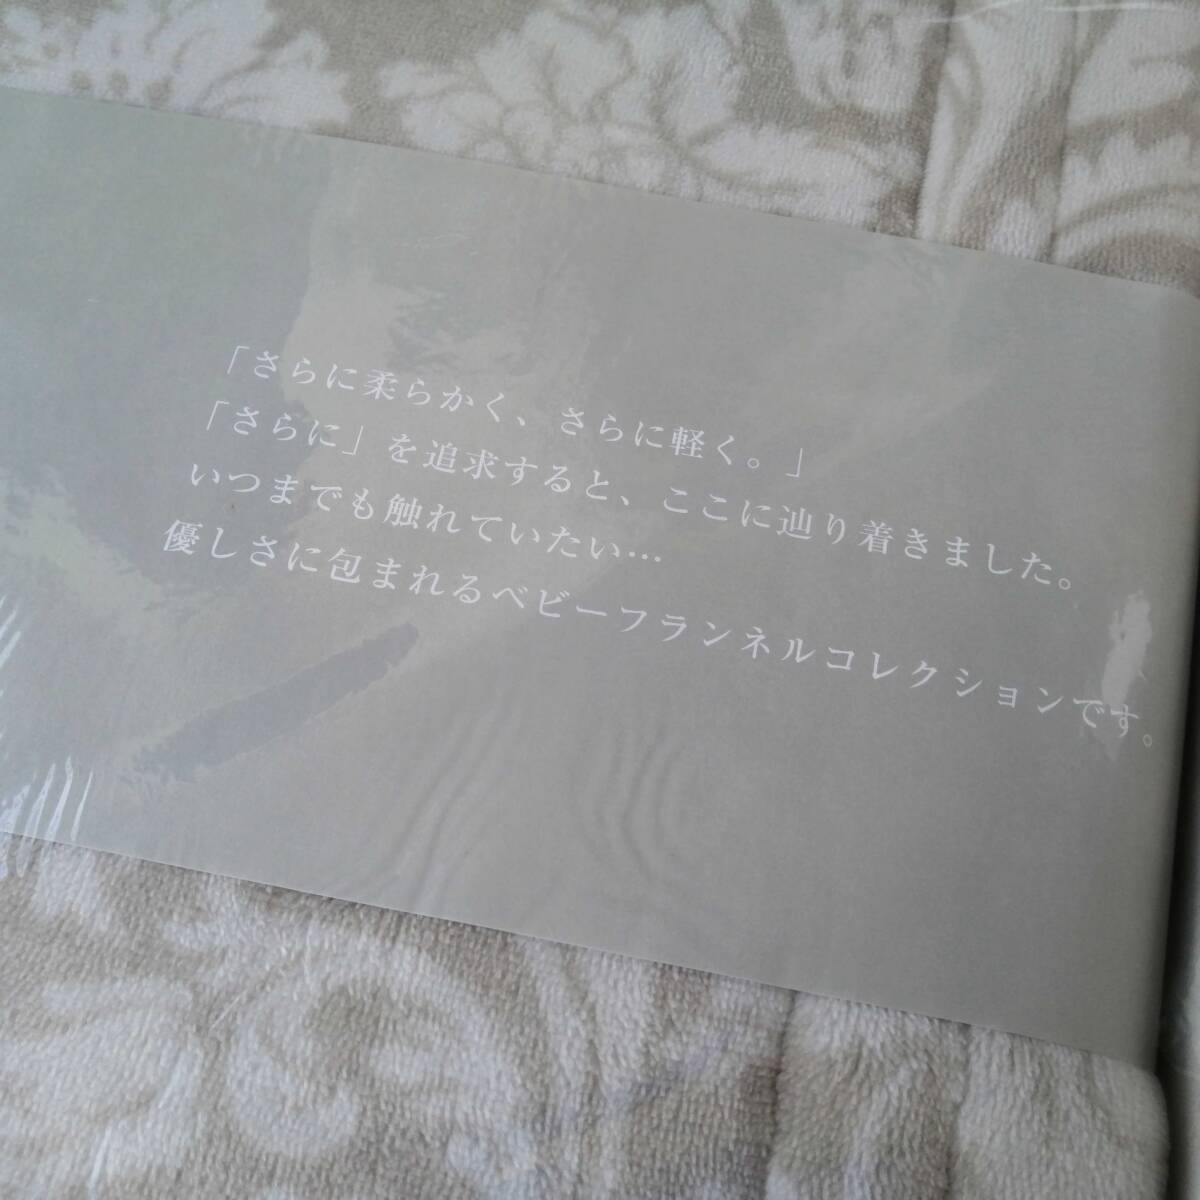 「さらに柔らかく、さらに軽く。」
「さらに」を追求すると、ここに辿り着きました。
いつまでも触れていたい…
優しさに包まれるベビーフランネルコレクションです。